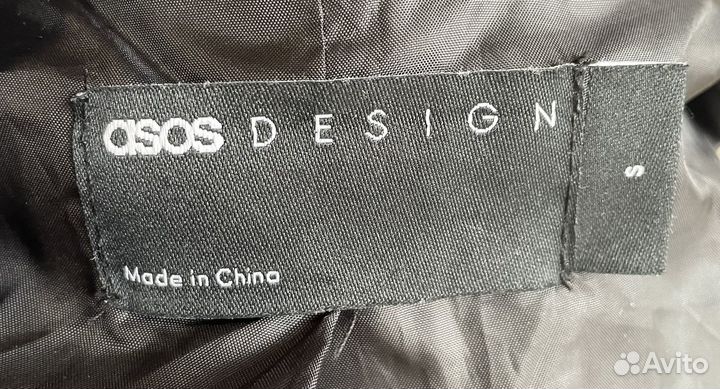 asos DESIGN
s
Made in China
Avito